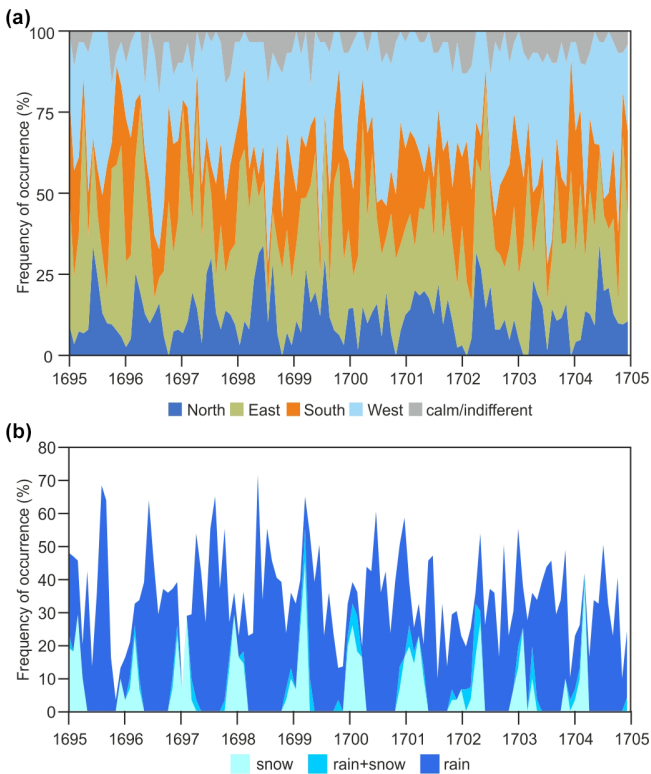 (a)
100
75
50
25
0
Frequency of occurrence (%)
1695 1696 1697 1698 1699 1700 1701 1702 1703 1704 1705
North East South West calm/indifferent
(b)
80
70
60
50
40
30
20
10
0
Frequency of occurrence (%)
1695 1696 1697 1698 1699 1700 1701 1702 1703 1704 1705
snow rain+snow rain